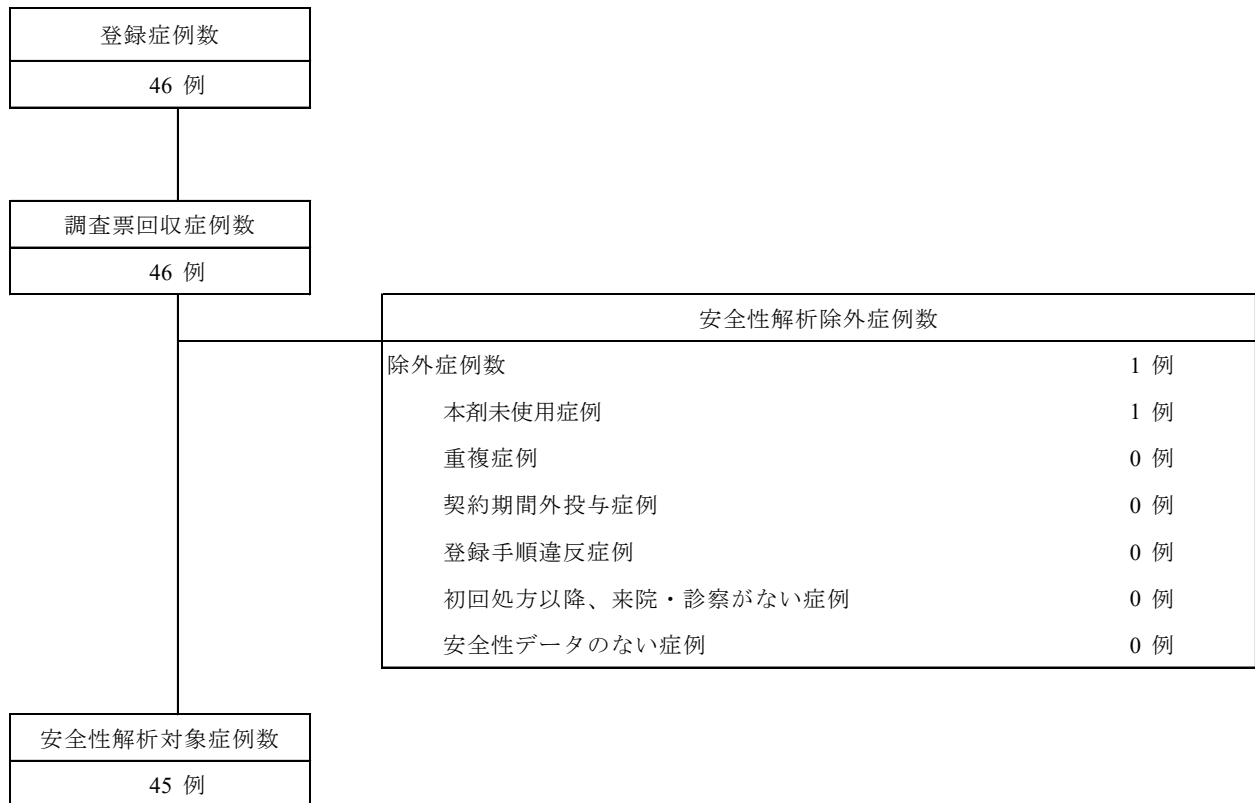 登録症例数
46 例
調査票回収症例数
46 例
安全性解析除外症例数
除外症例数 1 例
本剤未使用症例 1 例
重複症例 0 例
契約期間外投与症例 0 例
登録手順違反症例 0 例
初回処方以降、来院・診察がない症例 0 例
安全性データのない症例 0 例
安全性解析対象症例数
45 例